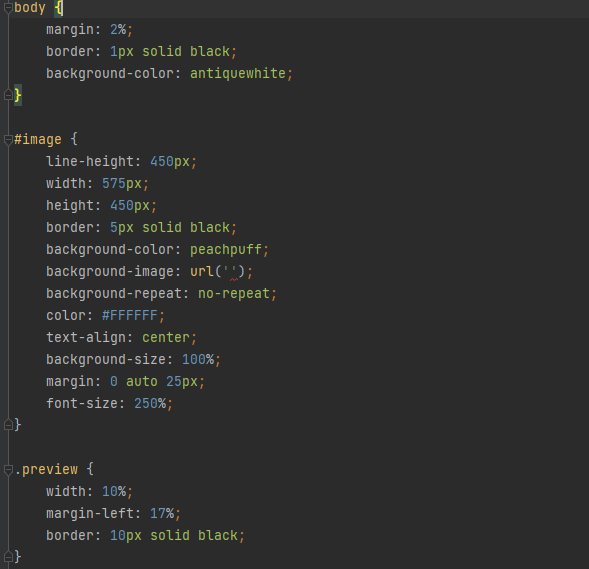 body {
    margin: 2%;
    border: 1px solid black;
    background-color: antiquewhite;
}

#image {
    line-height: 450px;
    width: 575px;
    height: 450px;
    border: 5px solid black;
    background-color: peachpuff;
    background-image: url('');
    background-repeat: no-repeat;
    color: #FFFFFF;
    text-align: center;
    background-size: 100%;
    margin: 0 auto 25px;
    font-size: 250%;
}

.preview {
    width: 10%;
    margin-left: 17%;
    border: 10px solid black;
}